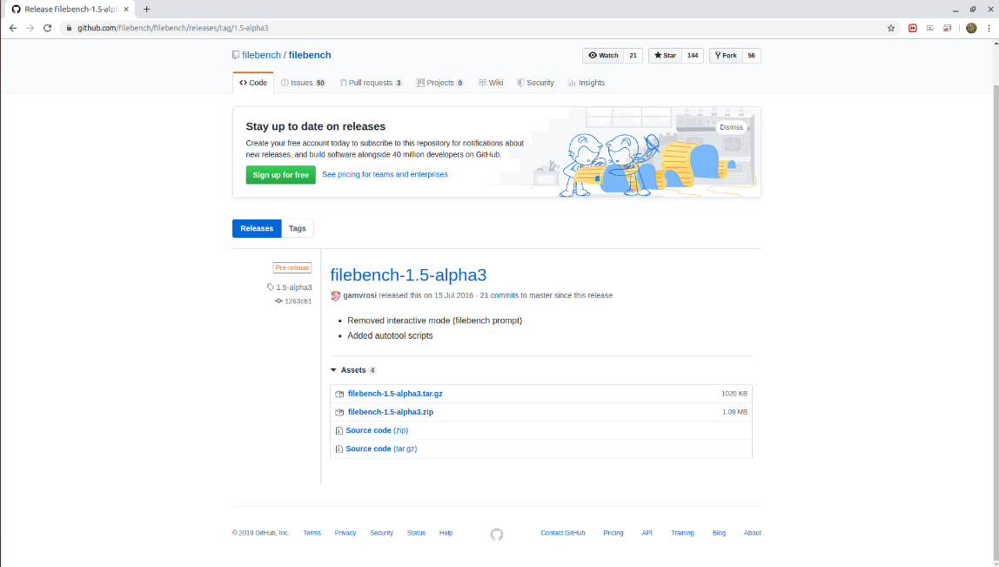 Release filebench-1.5-alph
github.com/filebench/filebench/releases/tag/1.5-alpha3
filebench / filebench
Watch 21 Star 144 Fork 56
Code Issues 50 Pull requests 3 Projects 0 Wiki Security Insights
Stay up to date on releases
Dismiss
Create your free account today to subscribe to this repository for notifications about
new releases, and build software alongside 40 million developers on GitHub.
Sign up for free See pricing for teams and enterprises
Releases Tags
Pre-release
1.5-alpha3
1263cb1
filebench-1.5-alpha3
gamvrosi released this on 15 Jul 2016 · 21 commits to master since this release
• Removed interactive mode (filebench prompt)
• Added autotool scripts
Assets 4
filebench-1.5-alpha3.tar.gz 1020 KB
filebench-1.5-alpha3.zip 1.09 MB
Source code (zip)
Source code (tar.gz)
© 2019 GitHub, Inc. Terms Privacy Security Status Help Contact GitHub Pricing API Training Blog About